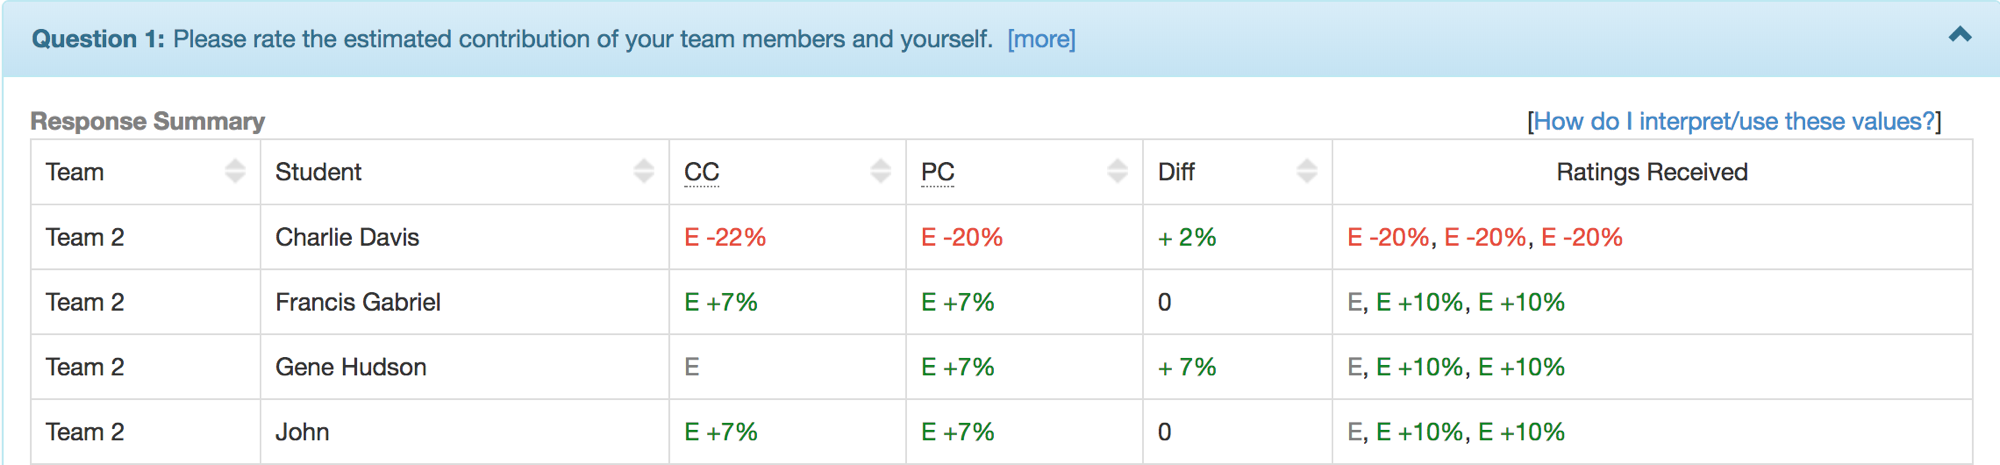 Question 1: Please rate the estimated contribution of your team members and yourself. [more]
Response Summary [How do I interpret/use these values?]
Team Student CC PC Diff Ratings Received
Team 2 Charlie Davis E -22% E -20% + 2% E -20%, E -20%, E -20%
Team 2 Francis Gabriel E +7% E +7% 0 E, E +10%, E +10%
Team 2 Gene Hudson E E +7% + 7% E, E +10%, E +10%
Team 2 John E +7% E +7% 0 E, E +10%, E +10%